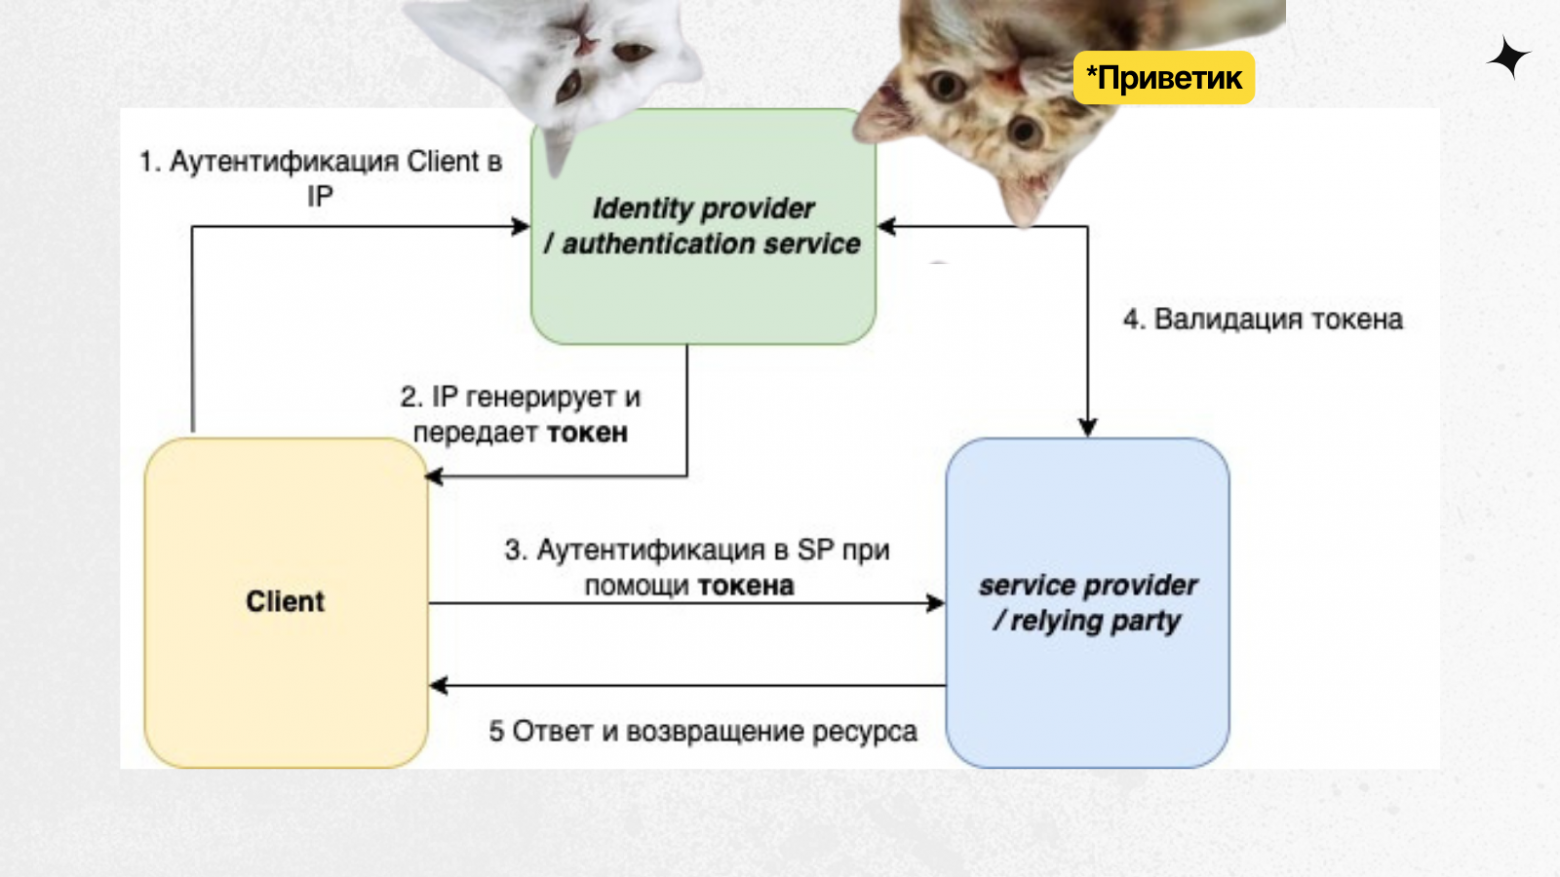 *Приветик
1. Аутентификация Client в
IP
Identity provider
/ authentication service
4. Валидация токена
2. IP генерирует и
передает токен
3. Аутентификация в SP при
помощи токена
Client
service provider
/ relying party
5 Ответ и возвращение ресурса